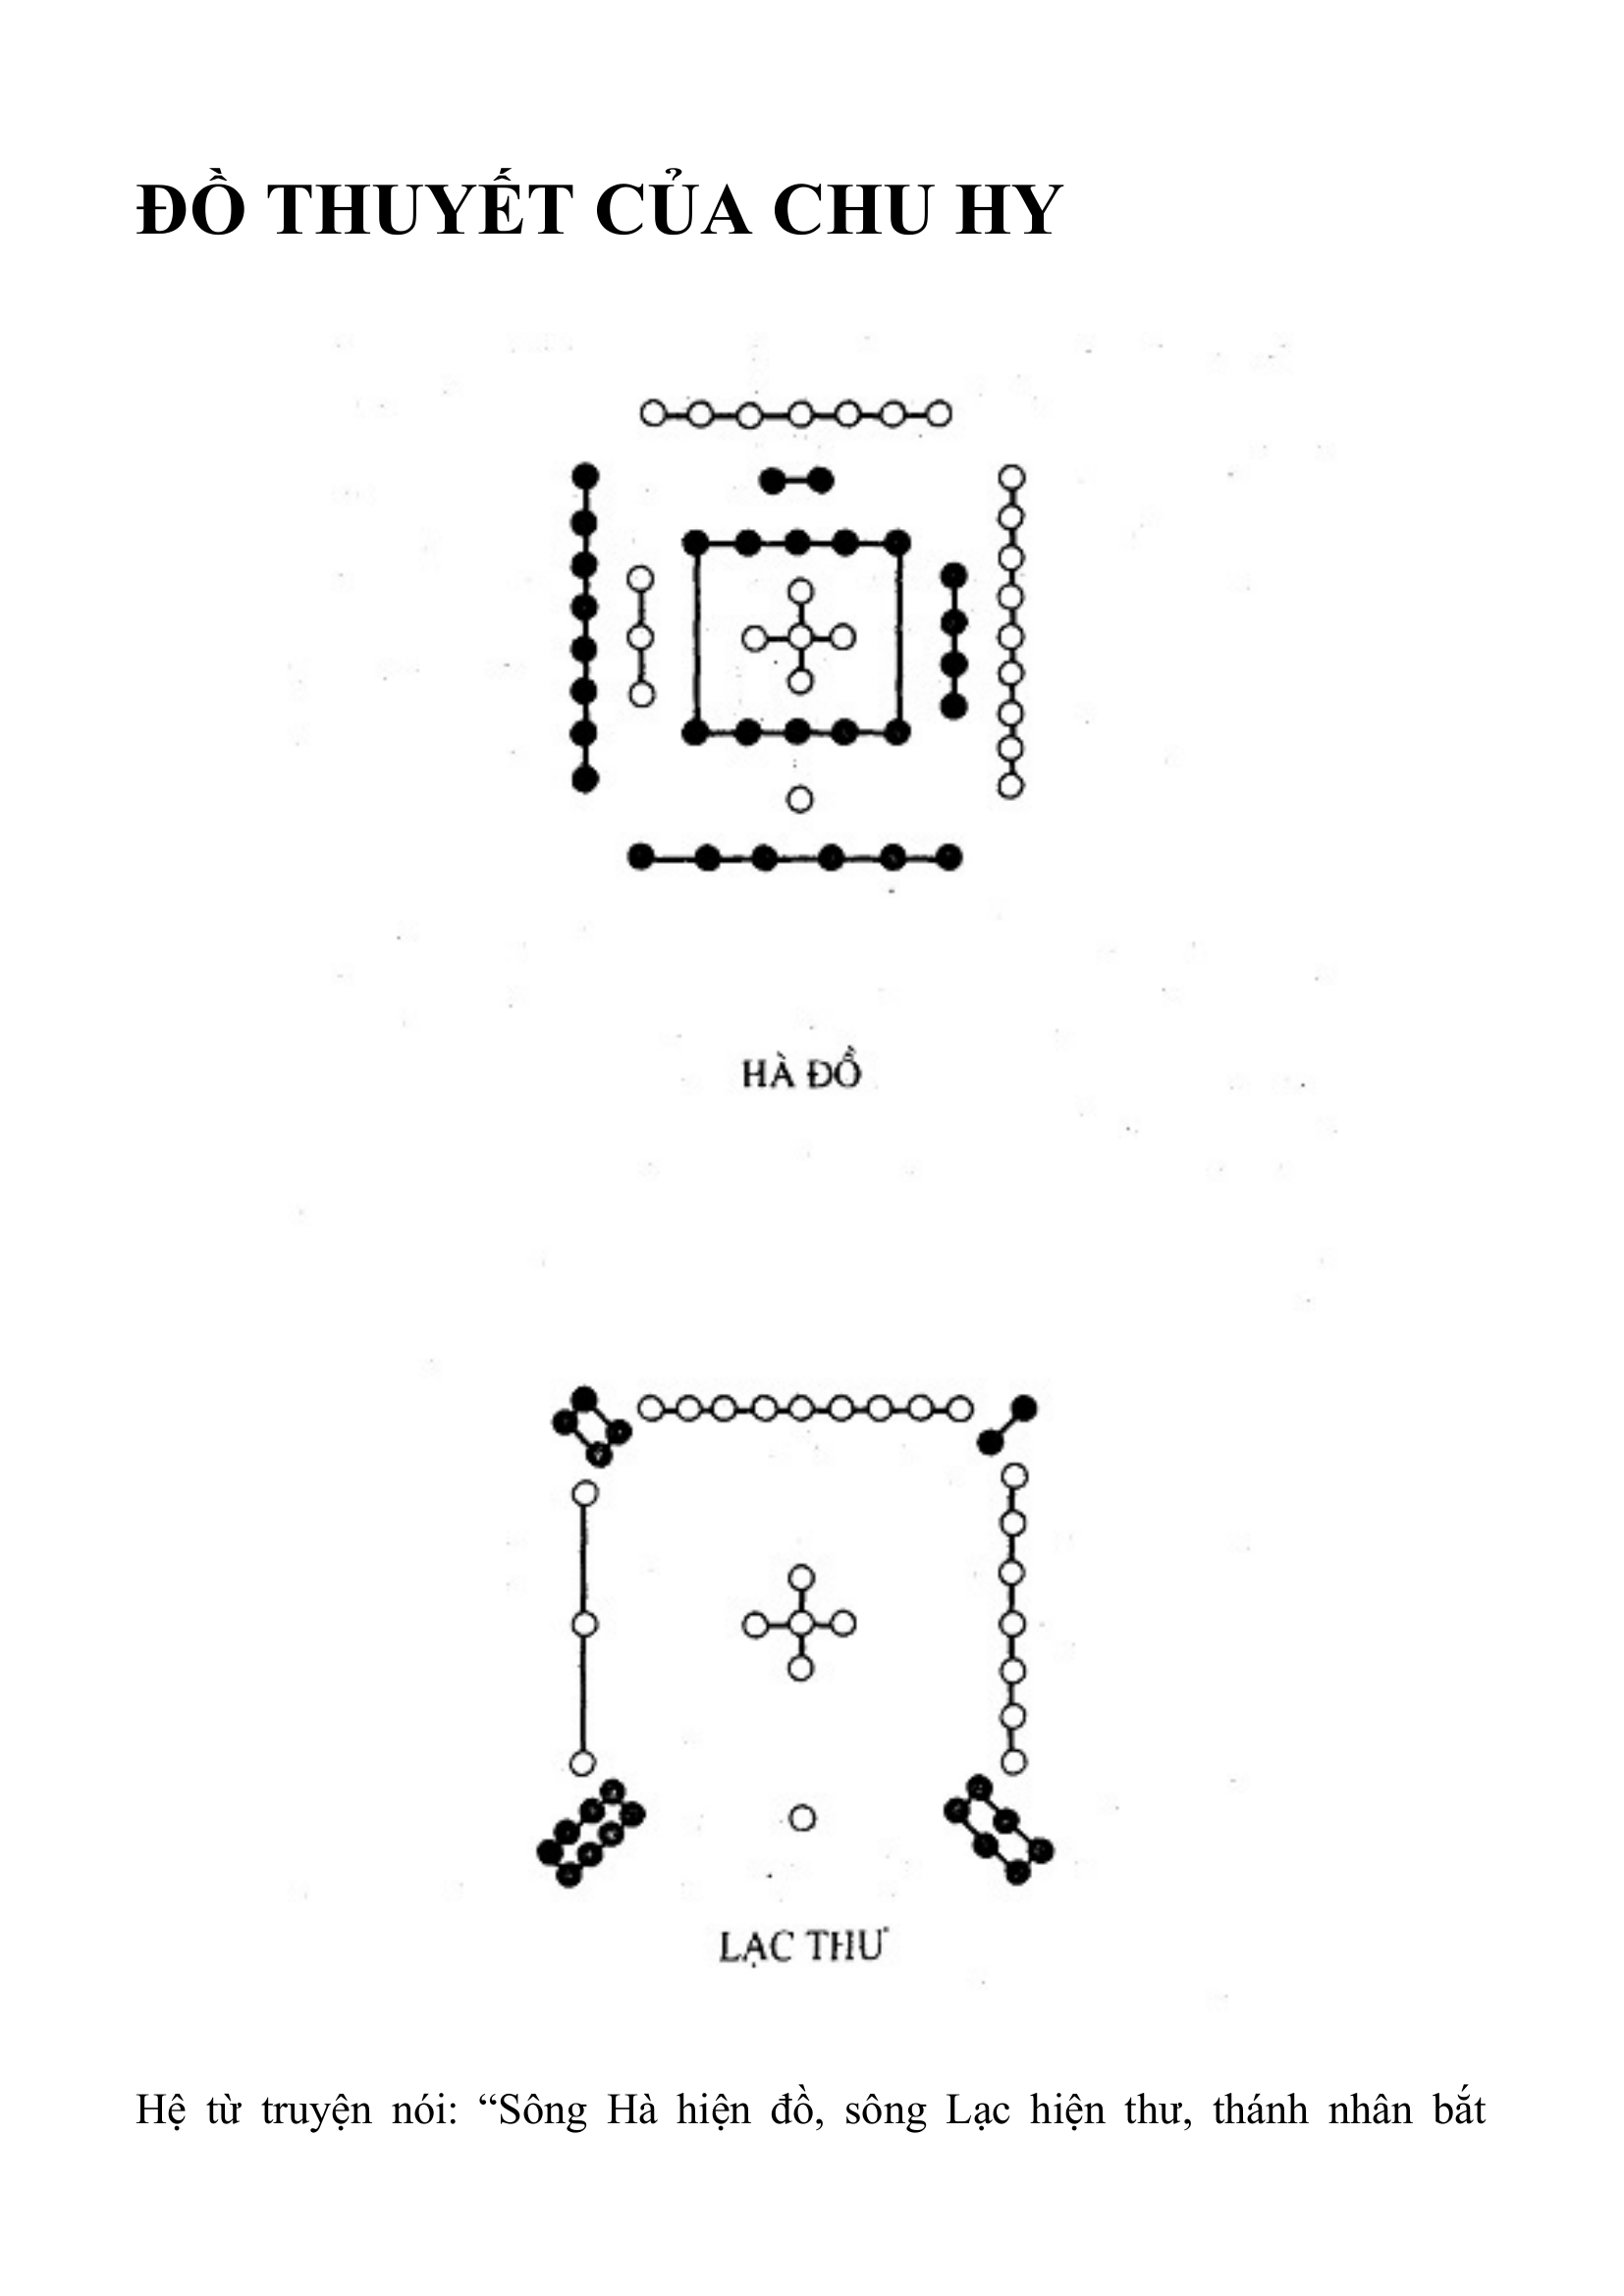 ĐỒ THUYẾT CỦA CHU HY
HÀ ĐỒ
LẠC THƯ
Hệ từ truyện nói: “Sông Hà hiện đồ, sông Lạc hiện thư, thánh nhân bắt